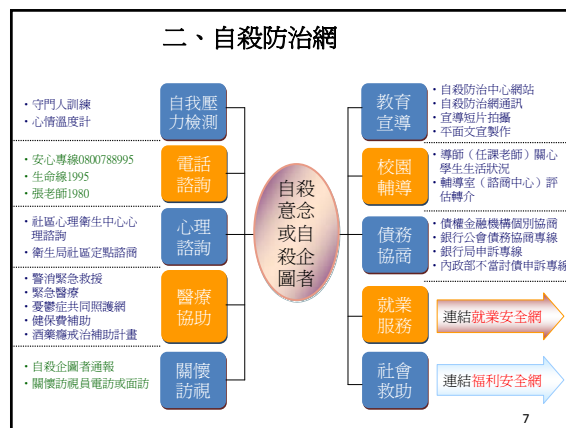 二、自殺防治網
・守門人訓練
・心情溫度計
自我壓
力檢測
・安心專線0800788995
・生命線1995
・張老師1980
電話
諮詢
・社區心理衛生中心心
理諮詢
・衛生局社區定點諮商
心理
諮詢
・警消緊急救援
・緊急醫療
・憂鬱症共同照護網
・健保費補助
・酒藥癮戒治補助計畫
醫療
協助
・自殺企圖者通報
・關懷訪視員電訪或面訪
關懷
訪視
自殺
意念
或自
殺企
圖者
教育
宣導
・自殺防治中心網站
・自殺防治網通訊
・宣導短片拍攝
・平面文宣製作
校園
輔導
・導師（任課老師）關心
學生生活狀況
・輔導室（諮商中心）評
估轉介
債務
協商
・債權金融機構個別協商
・銀行公會債務協商專線
・銀行局申訴專線
・內政部不當討債申訴專線
就業
服務
連結就業安全網
社會
救助
連結福利安全網
7